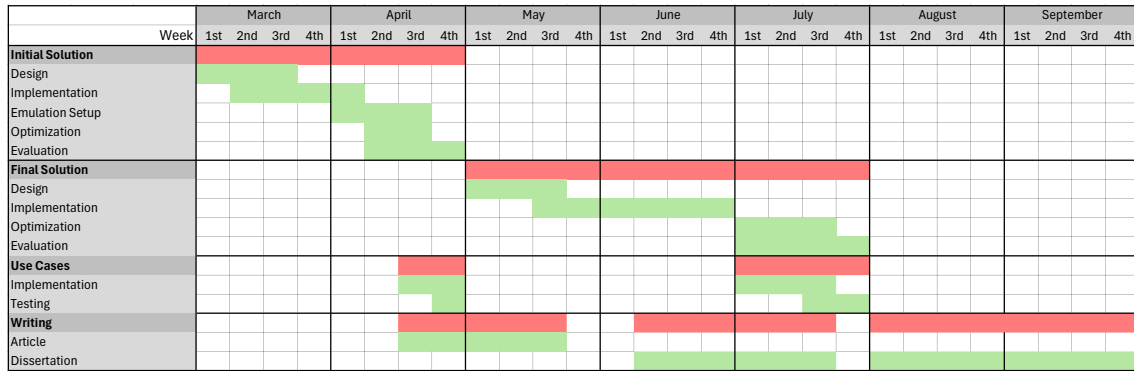 March April May June July August September
Week 1st 2nd 3rd 4th 1st 2nd 3rd 4th 1st 2nd 3rd 4th 1st 2nd 3rd 4th 1st 2nd 3rd 4th 1st 2nd 3rd 4th 1st 2nd 3rd 4th
Initial Solution
Design
Implementation
Emulation Setup
Optimization
Evaluation
Final Solution
Design
Implementation
Optimization
Evaluation
Use Cases
Implementation
Testing
Writing
Article
Dissertation